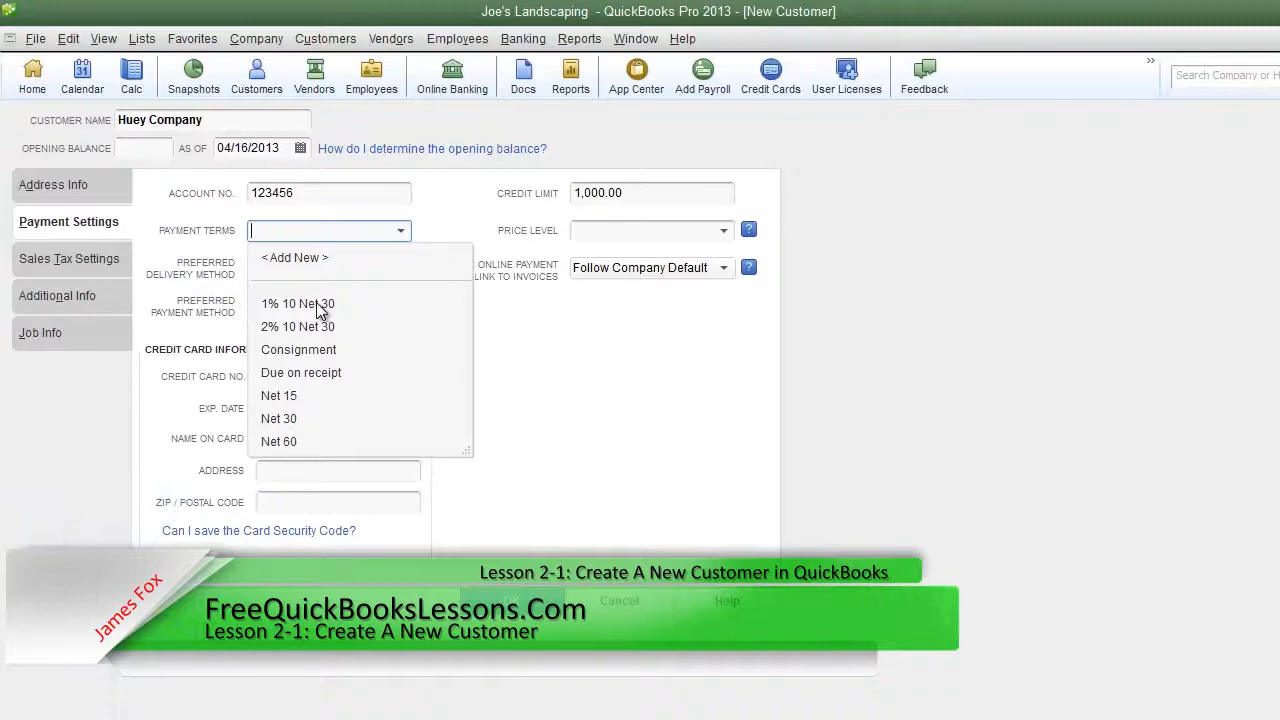 Joe's Landscaping - QuickBooks Pro 2013 - [New Customer]
File Edit View Lists Favorites Company Customers Vendors Employees Banking Reports Window Help
Home Calendar Calc Snapshots Customers Vendors Employees Online Banking Docs Reports App Center Add Payroll Credit Cards User Licenses Feedback
Search Company or H
CUSTOMER NAME Huey Company
OPENING BALANCE AS OF 04/16/2013 How do I determine the opening balance?
Address Info
Payment Settings
Sales Tax Settings
Additional Info
Job Info
ACCOUNT NO. 123456
CREDIT LIMIT 1,000.00
PAYMENT TERMS
PRICE LEVEL ?
PREFERRED
DELIVERY METHOD
ONLINE PAYMENT
LINK TO INVOICES
Follow Company Default ?
PREFERRED
PAYMENT METHOD
< Add New >
1% 10 Net 30
2% 10 Net 30
Consignment
Due on receipt
Net 15
Net 30
Net 60
CREDIT CARD INFOR
CREDIT CARD NO.
EXP. DATE
NAME ON CARD
ADDRESS
ZIP / POSTAL CODE
Can I save the Card Security Code?
OK Cancel Help
James Fox
Lesson 2-1: Create A New Customer in QuickBooks
FreeQuickBooksLessons.Com
Lesson 2-1: Create A New Customer